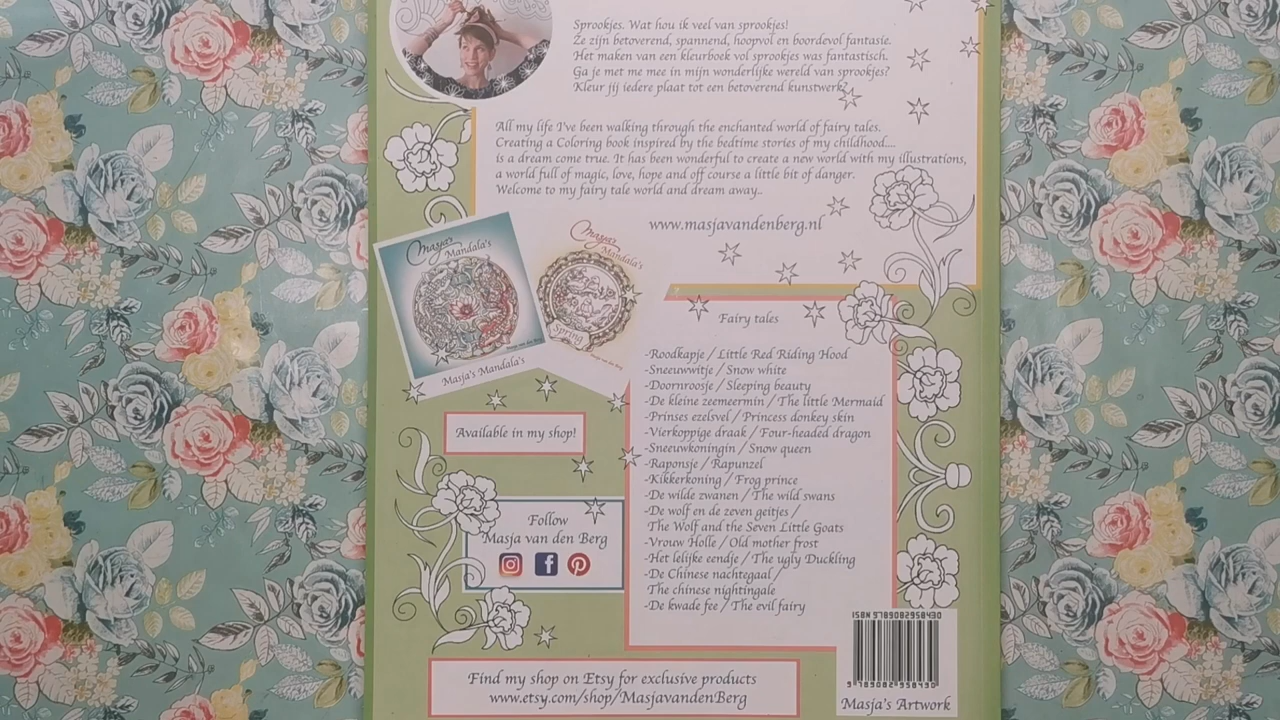 Sprookjes. Wat hou ik veel van sprookjes!
Ze zijn betoverend, spannend, hoopvol en boordevol fantasie.
Het maken van een kleurboek vol sprookjes was fantastisch.
Ga je met me mee in mijn wonderlijke wereld van sprookjes?
Kleur jij iedere plaat tot een betoverend kunstwerk?
All my life I've been walking through the enchanted world of fairy tales.
Creating a Coloring book inspired by the bedtime stories of my childhood....
is a dream come true. It has been wonderful to create a new world with my illustrations,
a world full of magic, love, hope and off course a little bit of danger.
Welcome to my fairy tale world and dream away..
www.masjavandenberg.nl
Masja's
Mandala's
Masja's Mandala's
Masja's
Mandala's
Spring
Available in my shop!
Follow
Masja van den Berg
Fairy tales
-Roodkapje / Little Red Riding Hood
-Sneeuwwitje / Snow white
-Doornroosje / Sleeping beauty
-De kleine zeemeermin / The little Mermaid
-Prinses ezelsvel / Princess donkey skin
-Vierkoppige draak / Four-headed dragon
-Sneeuwkoningin / Snow queen
-Raponsje / Rapunzel
-Kikkerkoning / Frog prince
-De wilde zwanen / The wild swans
-De wolf en de zeven geitjes /
The Wolf and the Seven Little Goats
-Vrouw Holle / Old mother frost
-Het lelijke eendje / The ugly Duckling
-De Chinese nachtegaal /
The chinese nightingale
-De kwade fee / The evil fairy
ISBN 9789082958430
9 789082 958430
Masja's Artwork
Find my shop on Etsy for exclusive products
www.etsy.com/shop/MasjavandenBerg